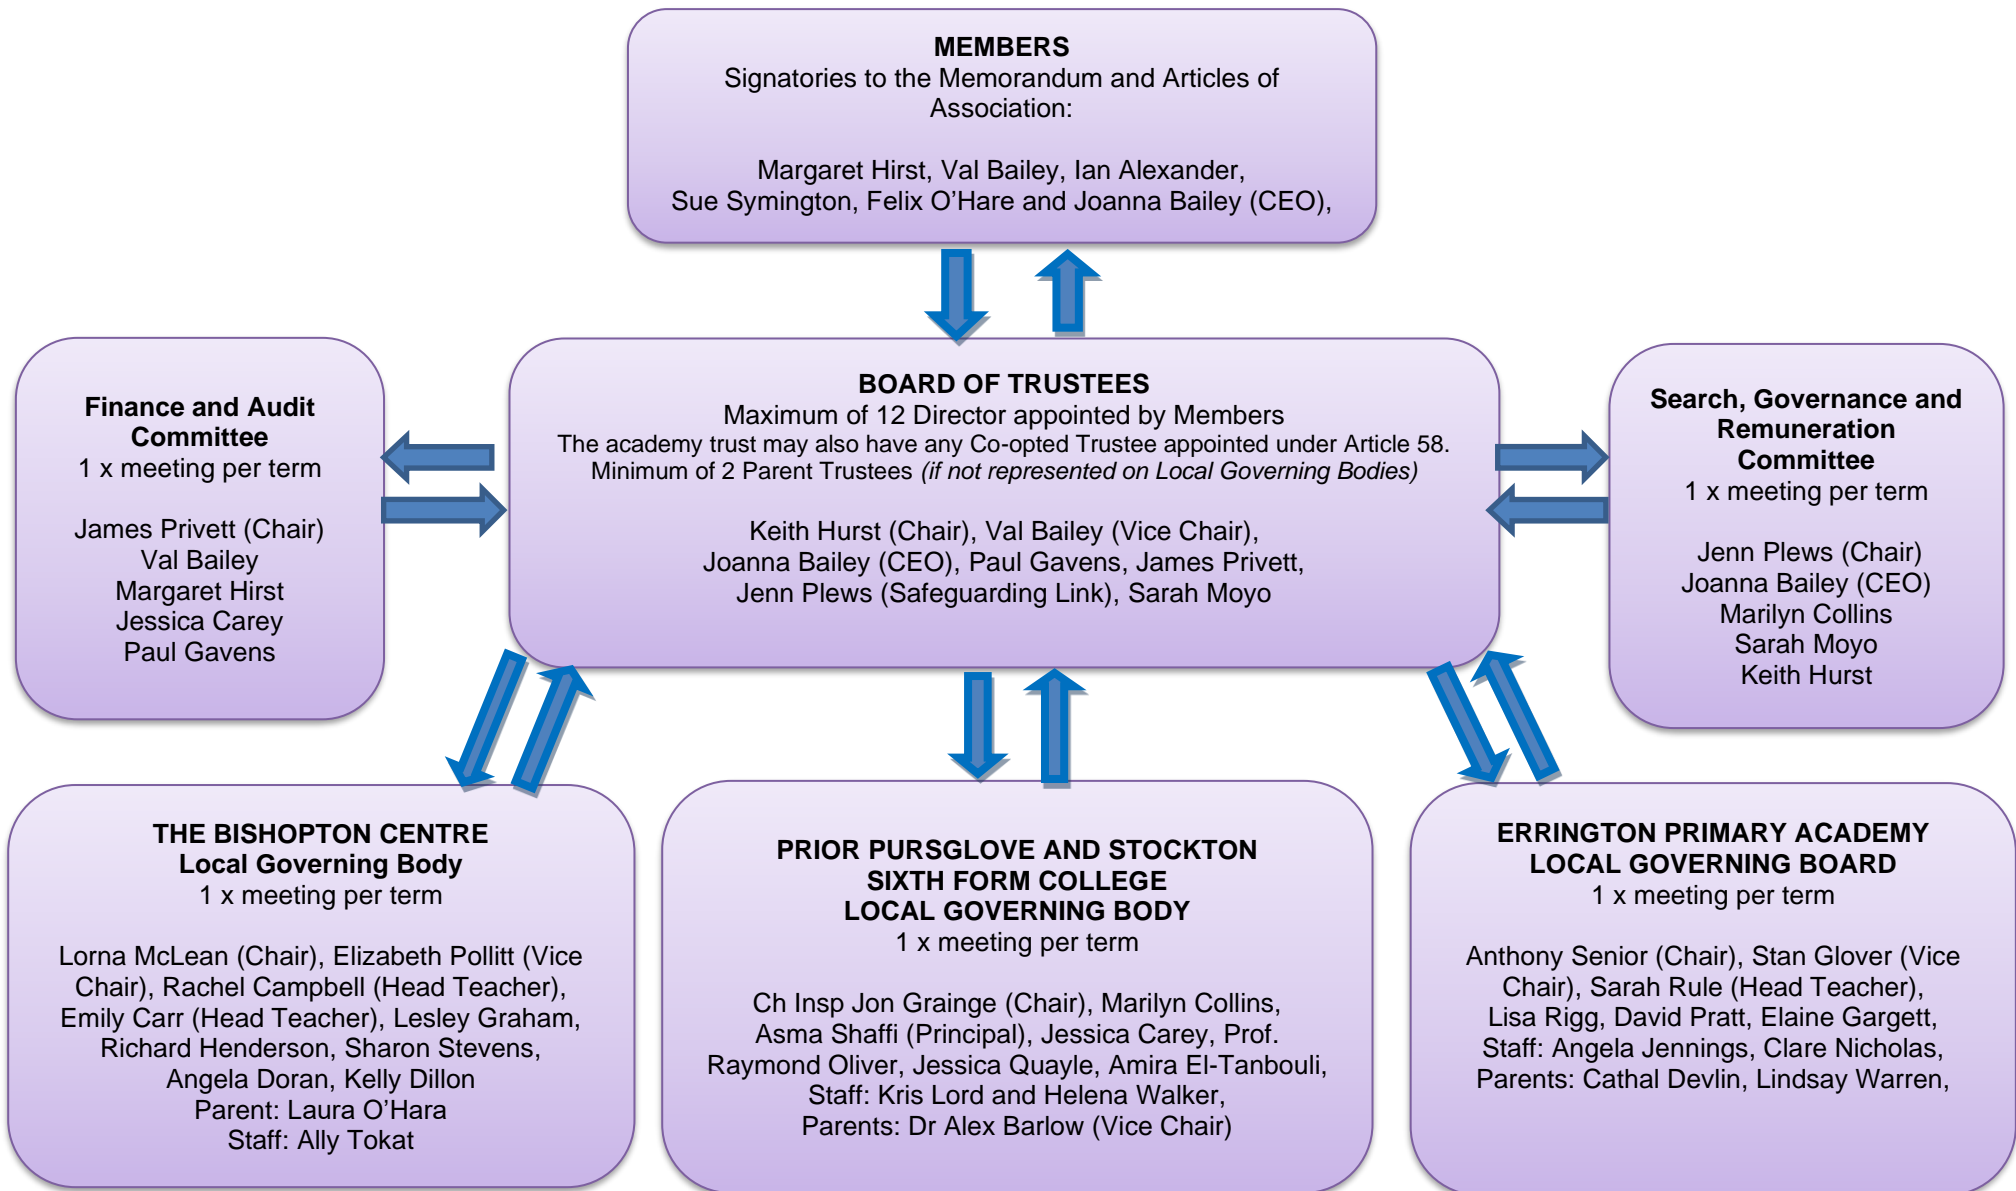 MEMBERS
Signatories to the Memorandum and Articles of
Association:
Margaret Hirst, Val Bailey, Ian Alexander,
Sue Symington, Felix O’Hare and Joanna Bailey (CEO),
Finance and Audit
Committee
1 x meeting per term
James Privett (Chair)
Val Bailey
Margaret Hirst
Jessica Carey
Paul Gavens
BOARD OF TRUSTEES
Maximum of 12 Director appointed by Members
The academy trust may also have any Co-opted Trustee appointed under Article 58.
Minimum of 2 Parent Trustees (if not represented on Local Governing Bodies)
Keith Hurst (Chair), Val Bailey (Vice Chair),
Joanna Bailey (CEO), Paul Gavens, James Privett,
Jenn Plews (Safeguarding Link), Sarah Moyo
Search, Governance and
Remuneration
Committee
1 x meeting per term
Jenn Plews (Chair)
Joanna Bailey (CEO)
Marilyn Collins
Sarah Moyo
Keith Hurst
THE BISHOPTON CENTRE
Local Governing Body
1 x meeting per term
Lorna McLean (Chair), Elizabeth Pollitt (Vice
Chair), Rachel Campbell (Head Teacher),
Emily Carr (Head Teacher), Lesley Graham,
Richard Henderson, Sharon Stevens,
Angela Doran, Kelly Dillon
Parent: Laura O’Hara
Staff: Ally Tokat
PRIOR PURSGLOVE AND STOCKTON
SIXTH FORM COLLEGE
LOCAL GOVERNING BODY
1 x meeting per term
Ch Insp Jon Grainge (Chair), Marilyn Collins,
Asma Shaffi (Principal), Jessica Carey, Prof.
Raymond Oliver, Jessica Quayle, Amira El-Tanbouli,
Staff: Kris Lord and Helena Walker,
Parents: Dr Alex Barlow (Vice Chair)
ERRINGTON PRIMARY ACADEMY
LOCAL GOVERNING BOARD
1 x meeting per term
Anthony Senior (Chair), Stan Glover (Vice
Chair), Sarah Rule (Head Teacher),
Lisa Rigg, David Pratt, Elaine Gargett,
Staff: Angela Jennings, Clare Nicholas,
Parents: Cathal Devlin, Lindsay Warren,